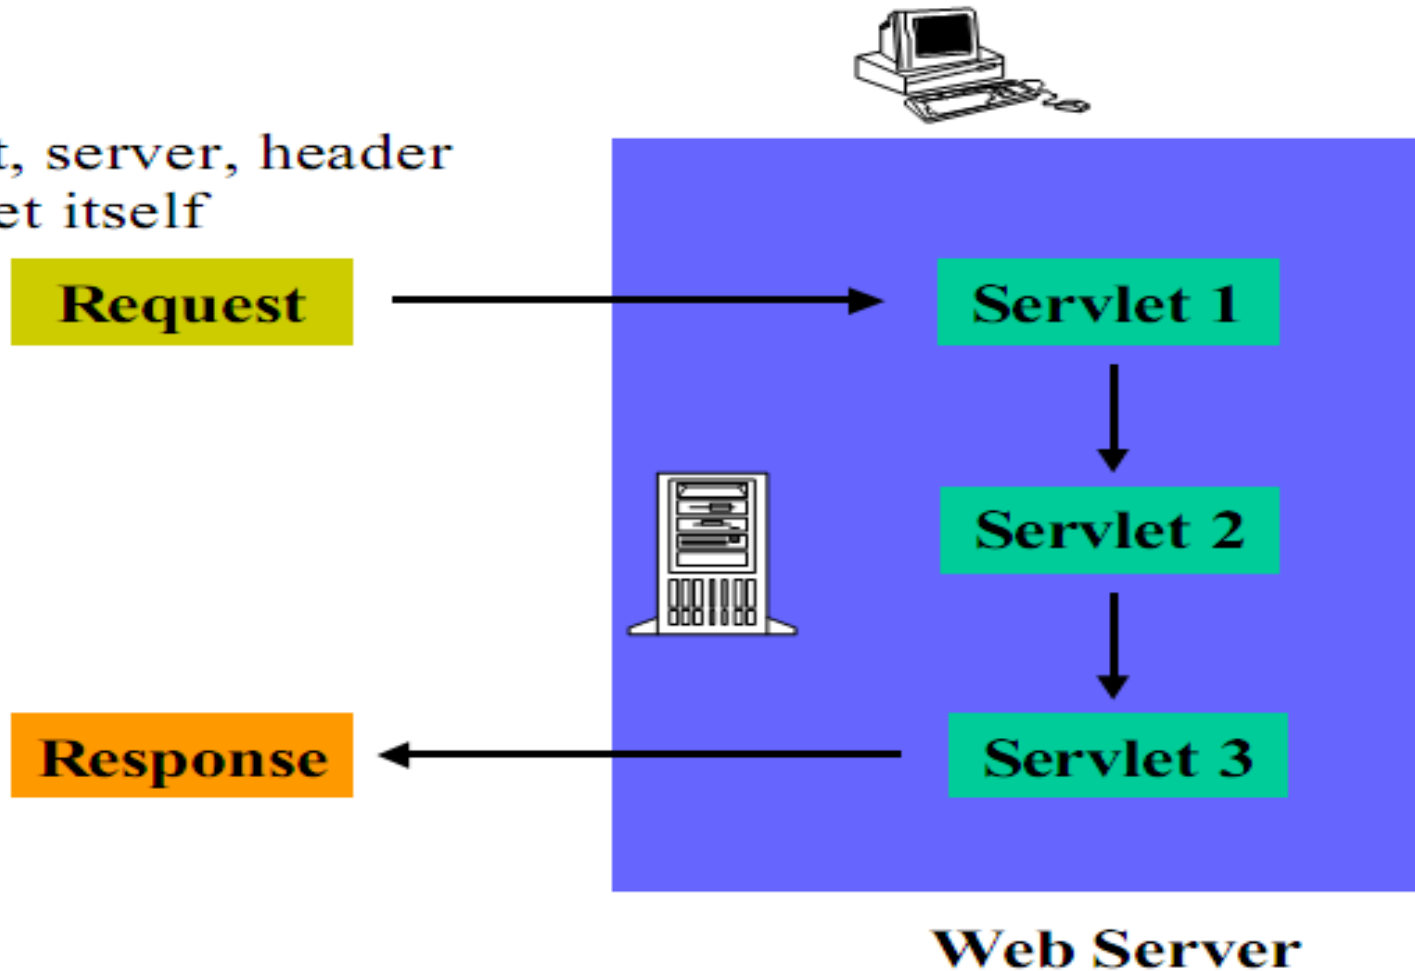 server, header
itself
Request
Servlet 1
Servlet 2
Response
Servlet 3
Web Server